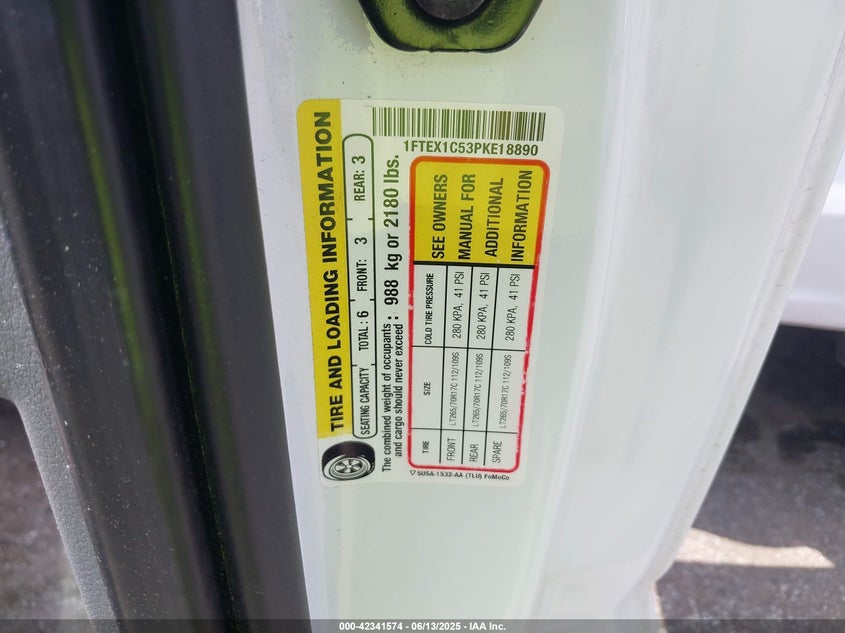 TIRE AND LOADING INFORMATION
SEATING CAPACITY TOTAL: 6 FRONT: 3 REAR: 3
The combined weight of occupants
and cargo should never exceed: 988 kg or 2180 lbs.
1FTEX1C53PKE18890
TIRE SIZE COLD TIRE PRESSURE SEE OWNERS
FRONT LT265/70R17C 112/109S 280 KPA, 41 PSI MANUAL FOR
REAR LT265/70R17C 112/109S 280 KPA, 41 PSI ADDITIONAL
SPARE LT265/70R17C 112/109S 280 KPA, 41 PSI INFORMATION
5U5A-1532-AA (TLU) FoMoCo
000-42341574 - 06/13/2025 - IAA Inc.